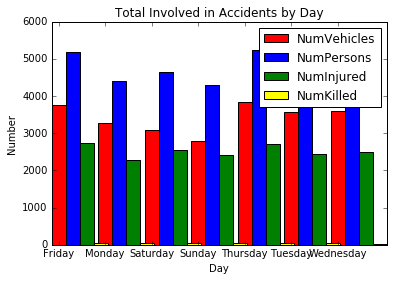 Total Involved in Accidents by Day
6000
5000
4000
3000
2000
1000
0
Number
NumVehicles
NumPersons
NumInjured
NumKilled
Friday Monday Saturday Sunday Thursday Tuesday Wednesday
Day